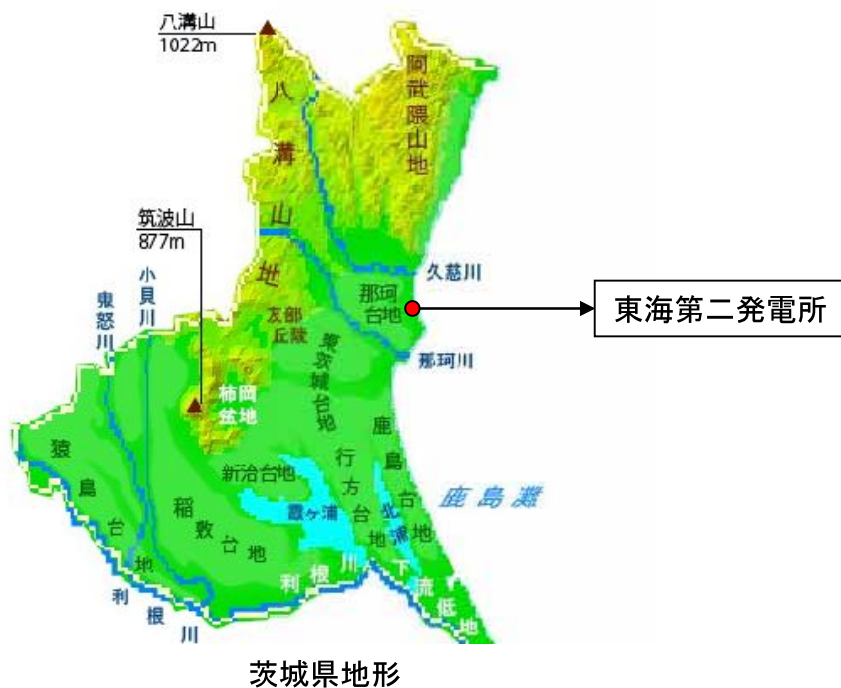 八溝山
1022m
八溝山地
阿武隈山地
筑波山
877m
小貝川
鬼怒川
久慈川
那珂
台地
東海第二発電所
友部
丘陵
那珂川
東茨城台地
柿岡
盆地
鹿島台地
猿島台地
新治台地
行方台地
鹿島灘
稲敷台地
霞ヶ浦
北浦
利根川下流低地
利根川
茨城県地形